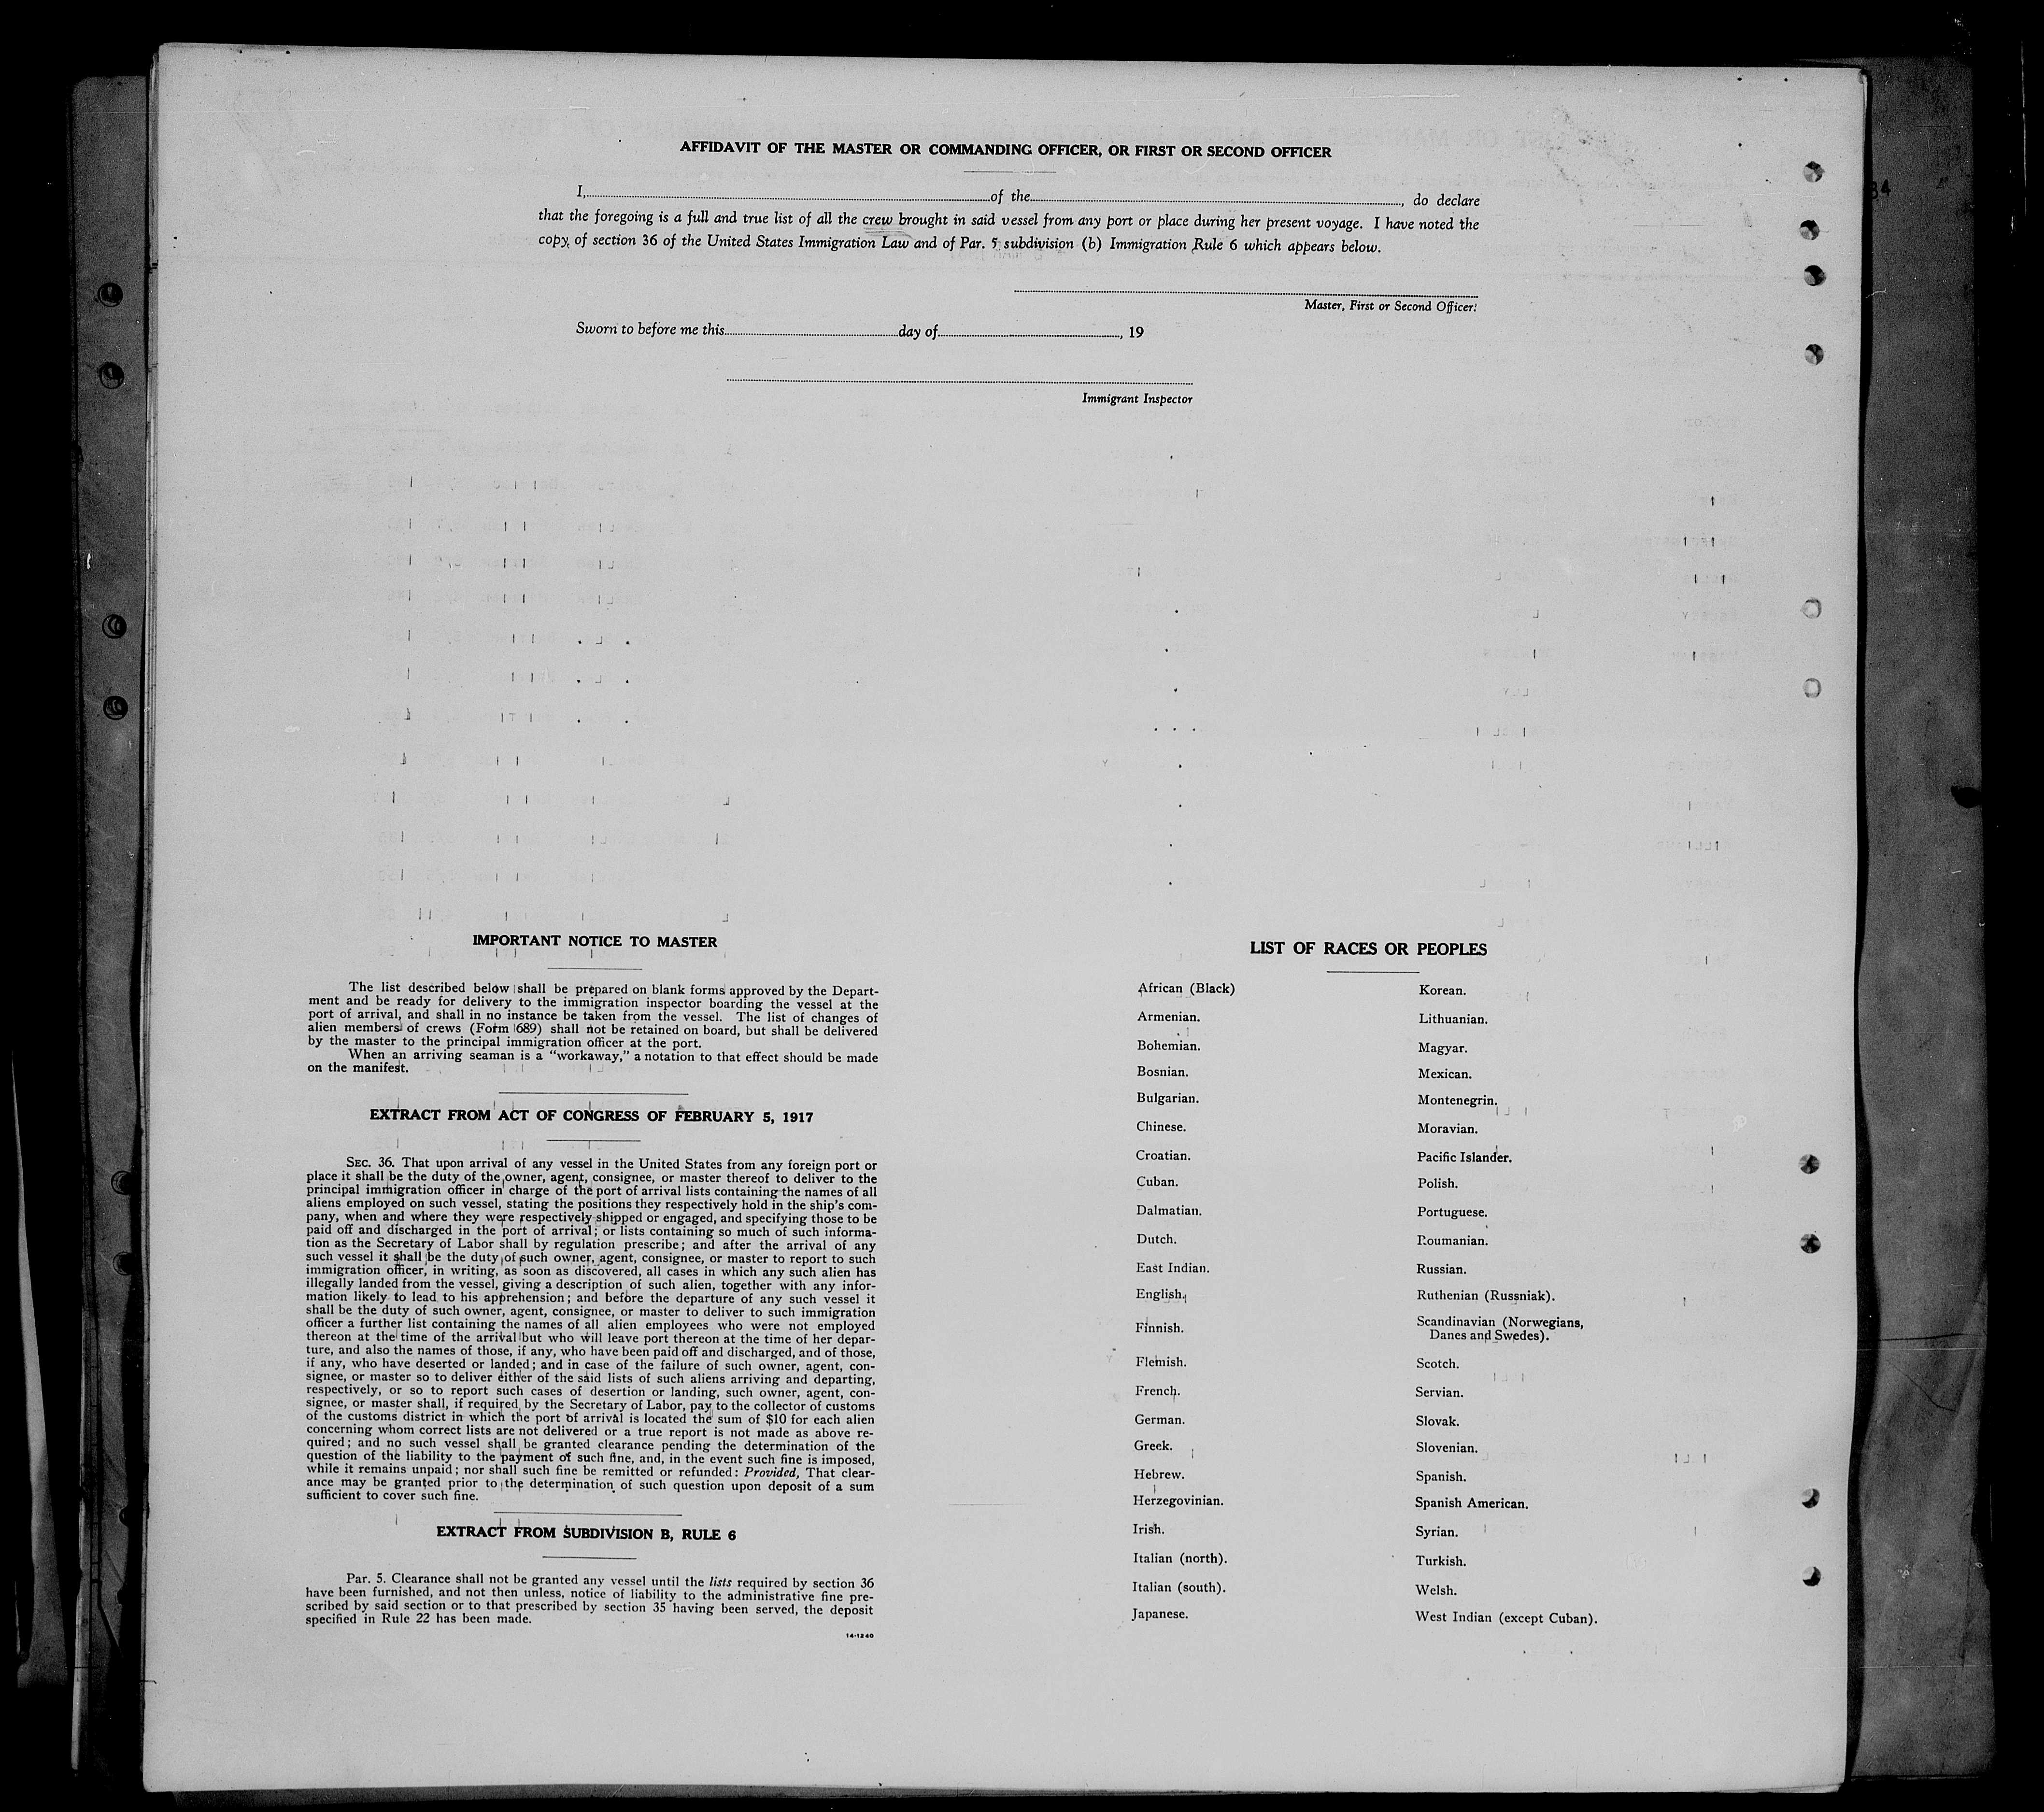 AFFIDAVIT OF THE MASTER OR COMMANDING OFFICER, OR FIRST OR SECOND OFFICER
I, of the , do declare
that the foregoing is a full and true list of all the crew brought in said vessel from any port or place during her present voyage. I have noted the
copy of section 36 of the United States Immigration Law and of Par. 5 subdivision (b) Immigration Rule 6 which appears below.
Master, First or Second Officer.
Sworn to before me this day of , 19
Immigrant Inspector
IMPORTANT NOTICE TO MASTER
The list described below shall be prepared on blank forms approved by the Depart-
ment and be ready for delivery to the immigration inspector boarding the vessel at the
port of arrival, and shall in no instance be taken from the vessel. The list of changes of
alien members of crews (Form 689) shall not be retained on board, but shall be delivered
by the master to the principal immigration officer at the port.
When an arriving seaman is a "workaway," a notation to that effect should be made
on the manifest.
EXTRACT FROM ACT OF CONGRESS OF FEBRUARY 5, 1917
SEC. 36. That upon arrival of any vessel in the United States from any foreign port or
place it shall be the duty of the owner, agent, consignee, or master thereof to deliver to the
principal immigration officer in charge of the port of arrival lists containing the names of all
aliens employed on such vessel, stating the positions they respectively hold in the ship's com-
pany, when and where they were respectively shipped or engaged, and specifying those to be
paid off and discharged in the port of arrival; or lists containing so much of such informa-
tion as the Secretary of Labor shall by regulation prescribe; and after the arrival of any
such vessel it shall be the duty of such owner, agent, consignee, or master to report to such
immigration officer, in writing, as soon as discovered, all cases in which any such alien has
illegally landed from the vessel, giving a description of such alien, together with any infor-
mation likely to lead to his apprehension; and before the departure of any such vessel it
shall be the duty of such owner, agent, consignee, or master to deliver to such immigration
officer a further list containing the names of all alien employees who were not employed
thereon at the time of the arrival but who will leave port thereon at the time of her depar-
ture, and also the names of those, if any, who have been paid off and discharged, and of those,
if any, who have deserted or landed; and in case of the failure of such owner, agent, con-
signee, or master so to deliver either of the said lists of such aliens arriving and departing,
respectively, or so to report such cases of desertion or landing, such owner, agent, con-
signee, or master shall, if required by the Secretary of Labor, pay to the collector of customs
of the customs district in which the port of arrival is located the sum of $10 for each alien
concerning whom correct lists are not delivered or a true report is not made as above re-
quired; and no such vessel shall be granted clearance pending the determination of the
question of the liability to the payment of such fine, and, in the event such fine is imposed,
while it remains unpaid; nor shall such fine be remitted or refunded: Provided, That clear-
ance may be granted prior to the determination of such question upon deposit of a sum
sufficient to cover such fine.
EXTRACT FROM SUBDIVISION B, RULE 6
Par. 5. Clearance shall not be granted any vessel until the lists required by section 36
have been furnished, and not then unless, notice of liability to the administrative fine pre-
scribed by said section or to that prescribed by section 35 having been served, the deposit
specified in Rule 22 has been made.
14-1240
LIST OF RACES OR PEOPLES
African (Black)
Armenian.
Bohemian.
Bosnian.
Bulgarian.
Chinese.
Croatian.
Cuban.
Dalmatian.
Dutch.
East Indian.
English.
Finnish.
Flemish.
French.
German.
Greek.
Hebrew.
Herzegovinian.
Irish.
Italian (north).
Italian (south).
Japanese.
Korean.
Lithuanian.
Magyar.
Mexican.
Montenegrin.
Moravian.
Pacific Islander.
Polish.
Portuguese.
Roumanian.
Russian.
Ruthenian (Russniak).
Scandinavian (Norwegians,
Danes and Swedes).
Scotch.
Servian.
Slovak.
Slovenian.
Spanish.
Spanish American.
Syrian.
Turkish.
Welsh.
West Indian (except Cuban).